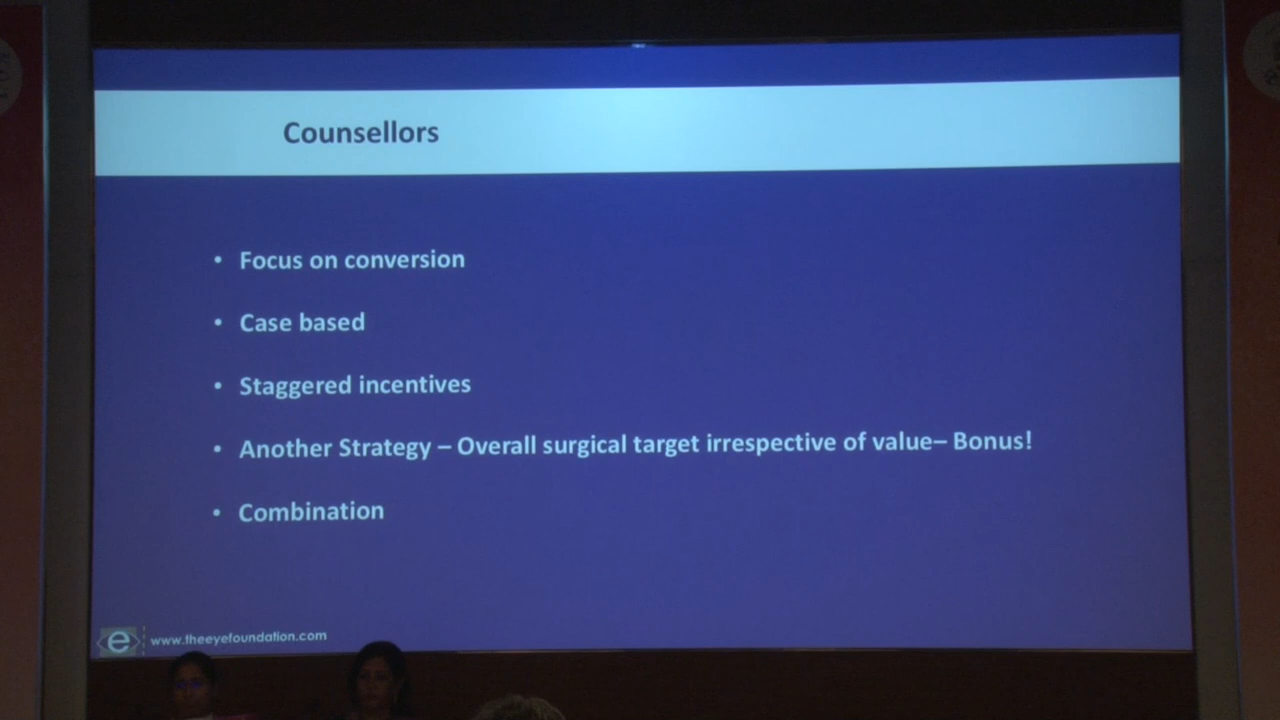 Counsellors
• Focus on conversion
• Case based
• Staggered incentives
• Another Strategy – Overall surgical target irrespective of value– Bonus!
• Combination
e www.theeyefoundation.com